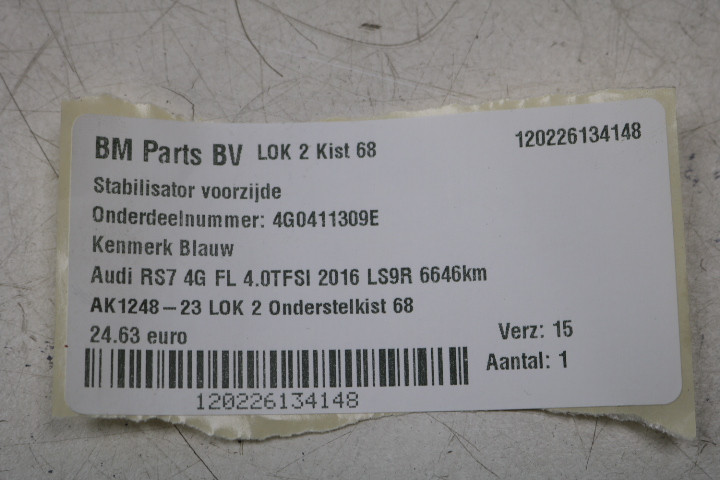 BM Parts BV LOK 2 Kist 68 120226134148
Stabilisator voorzijde
Onderdeelnummer: 4G0411309E
Kenmerk Blauw
Audi RS7 4G FL 4.0TFSI 2016 LS9R 6646km
AK1248-23 LOK 2 Onderstelkist 68
24.63 euro Verz: 15
Aantal: 1
120226134148